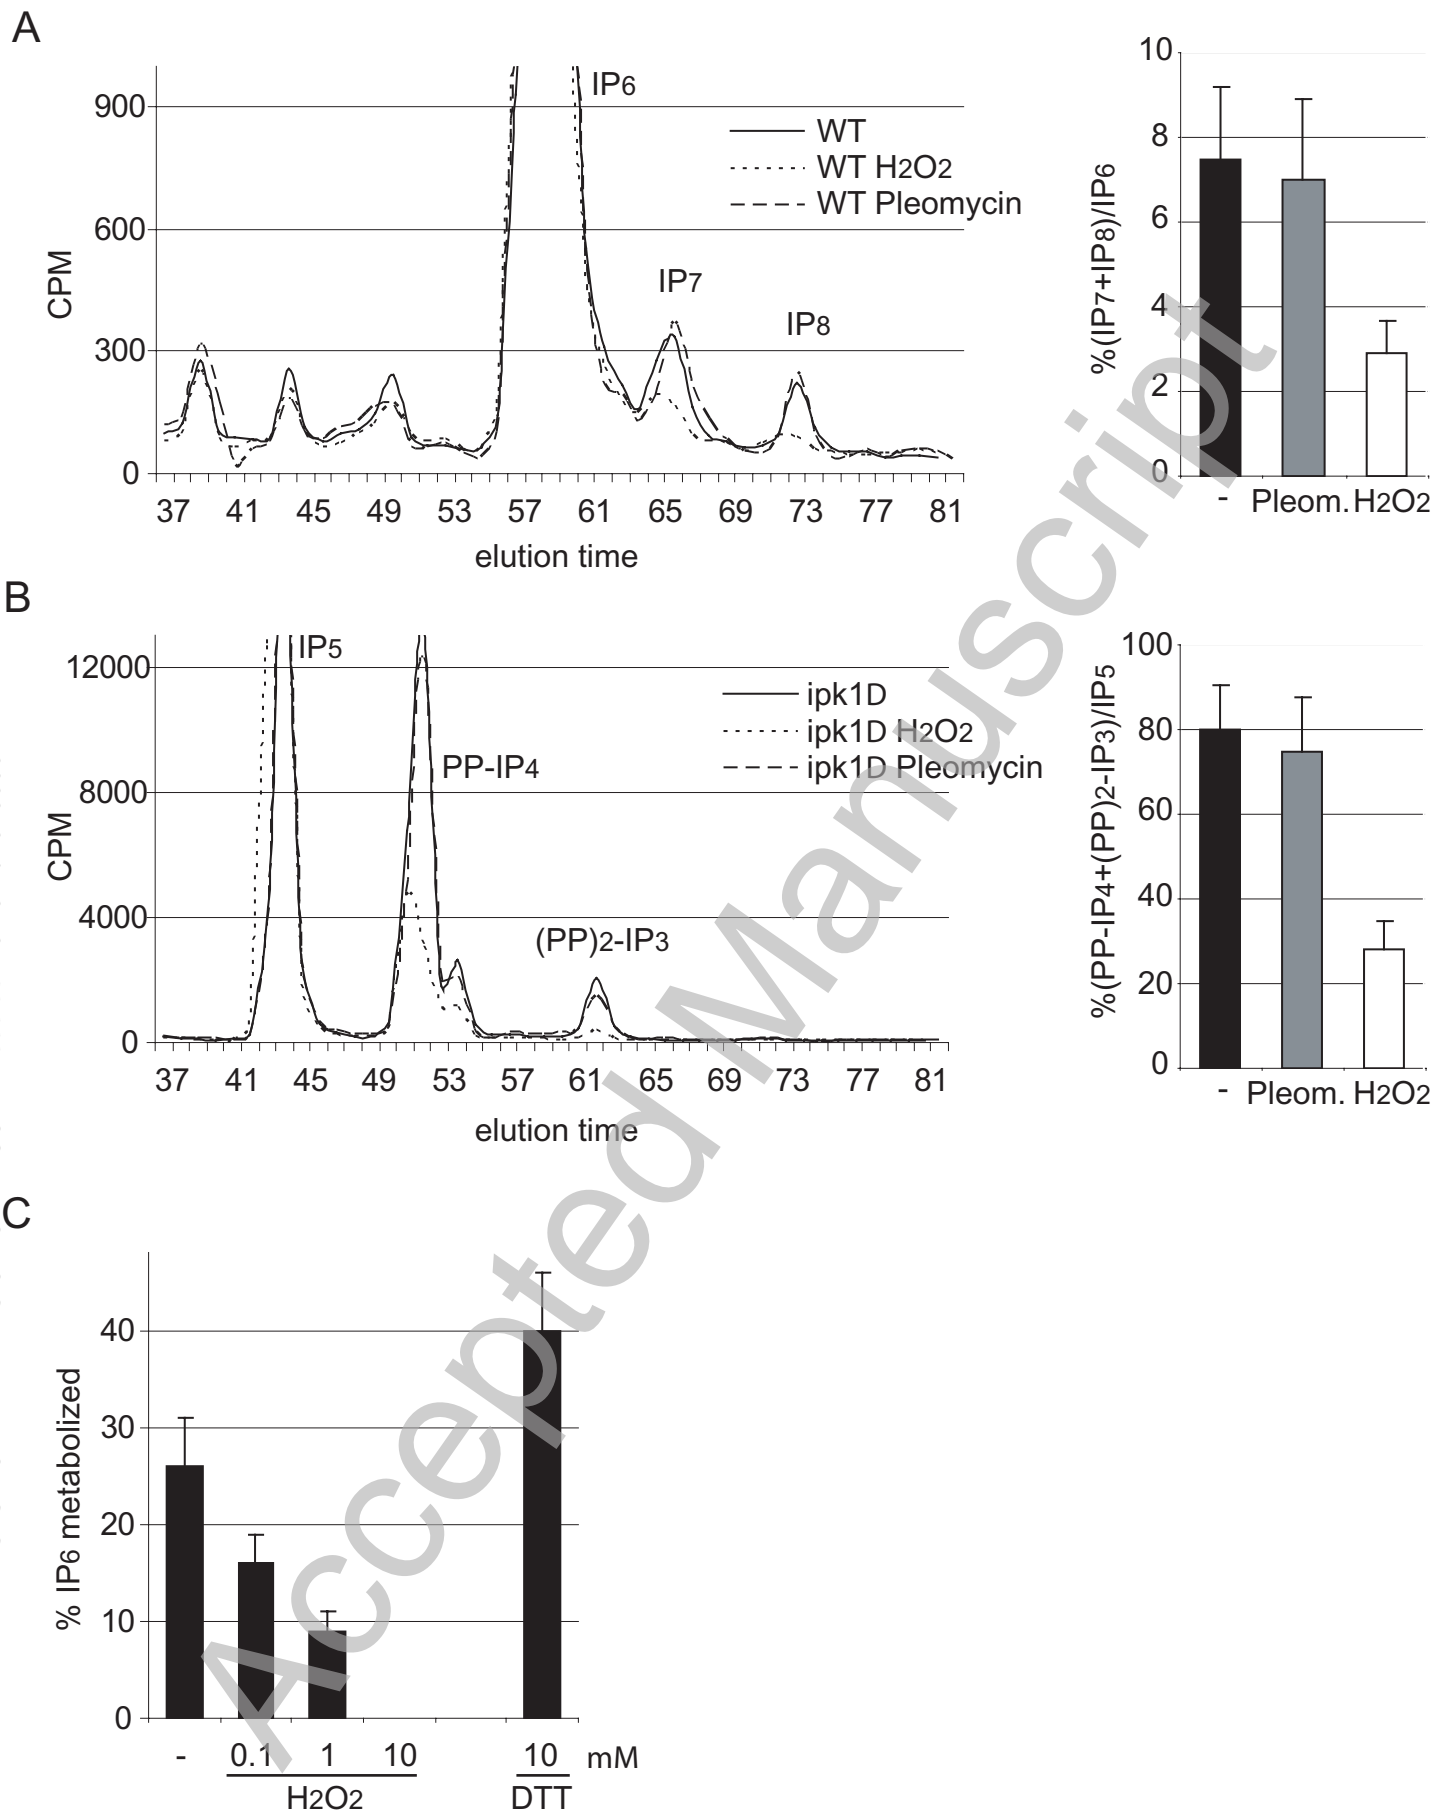 A
CPM
900
600
300
0
IP6
IP7
IP8
WT
WT H2O2
WT Pleomycin
37 41 45 49 53 57 61 65 69 73 77 81
elution time
%(IP7+IP8)/IP6
10
8
6
4
2
0
- Pleom. H2O2
B
CPM
12000
8000
4000
0
IP5
PP-IP4
(PP)2-IP3
ipk1D
ipk1D H2O2
ipk1D Pleomycin
37 41 45 49 53 57 61 65 69 73 77 81
elution time
%(PP-IP4+(PP)2-IP3)/IP5
100
80
60
40
20
0
- Pleom. H2O2
C
% IP6 metabolized
40
30
20
10
0
- 0.1 1 10 10 mM
H2O2 DTT
Accepted Manuscript